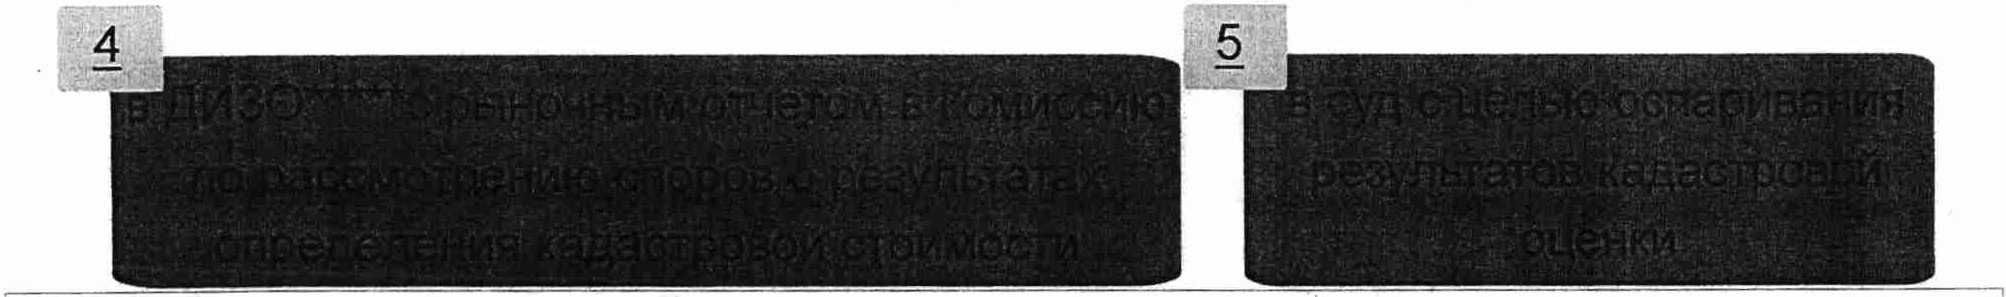 4
в ДИЗО***** с рыночным отчетом в комиссию
по рассмотрению споров о результатах
определения кадастровой стоимости
5
в суд с целью оспаривания
результатов кадастровой
оценки